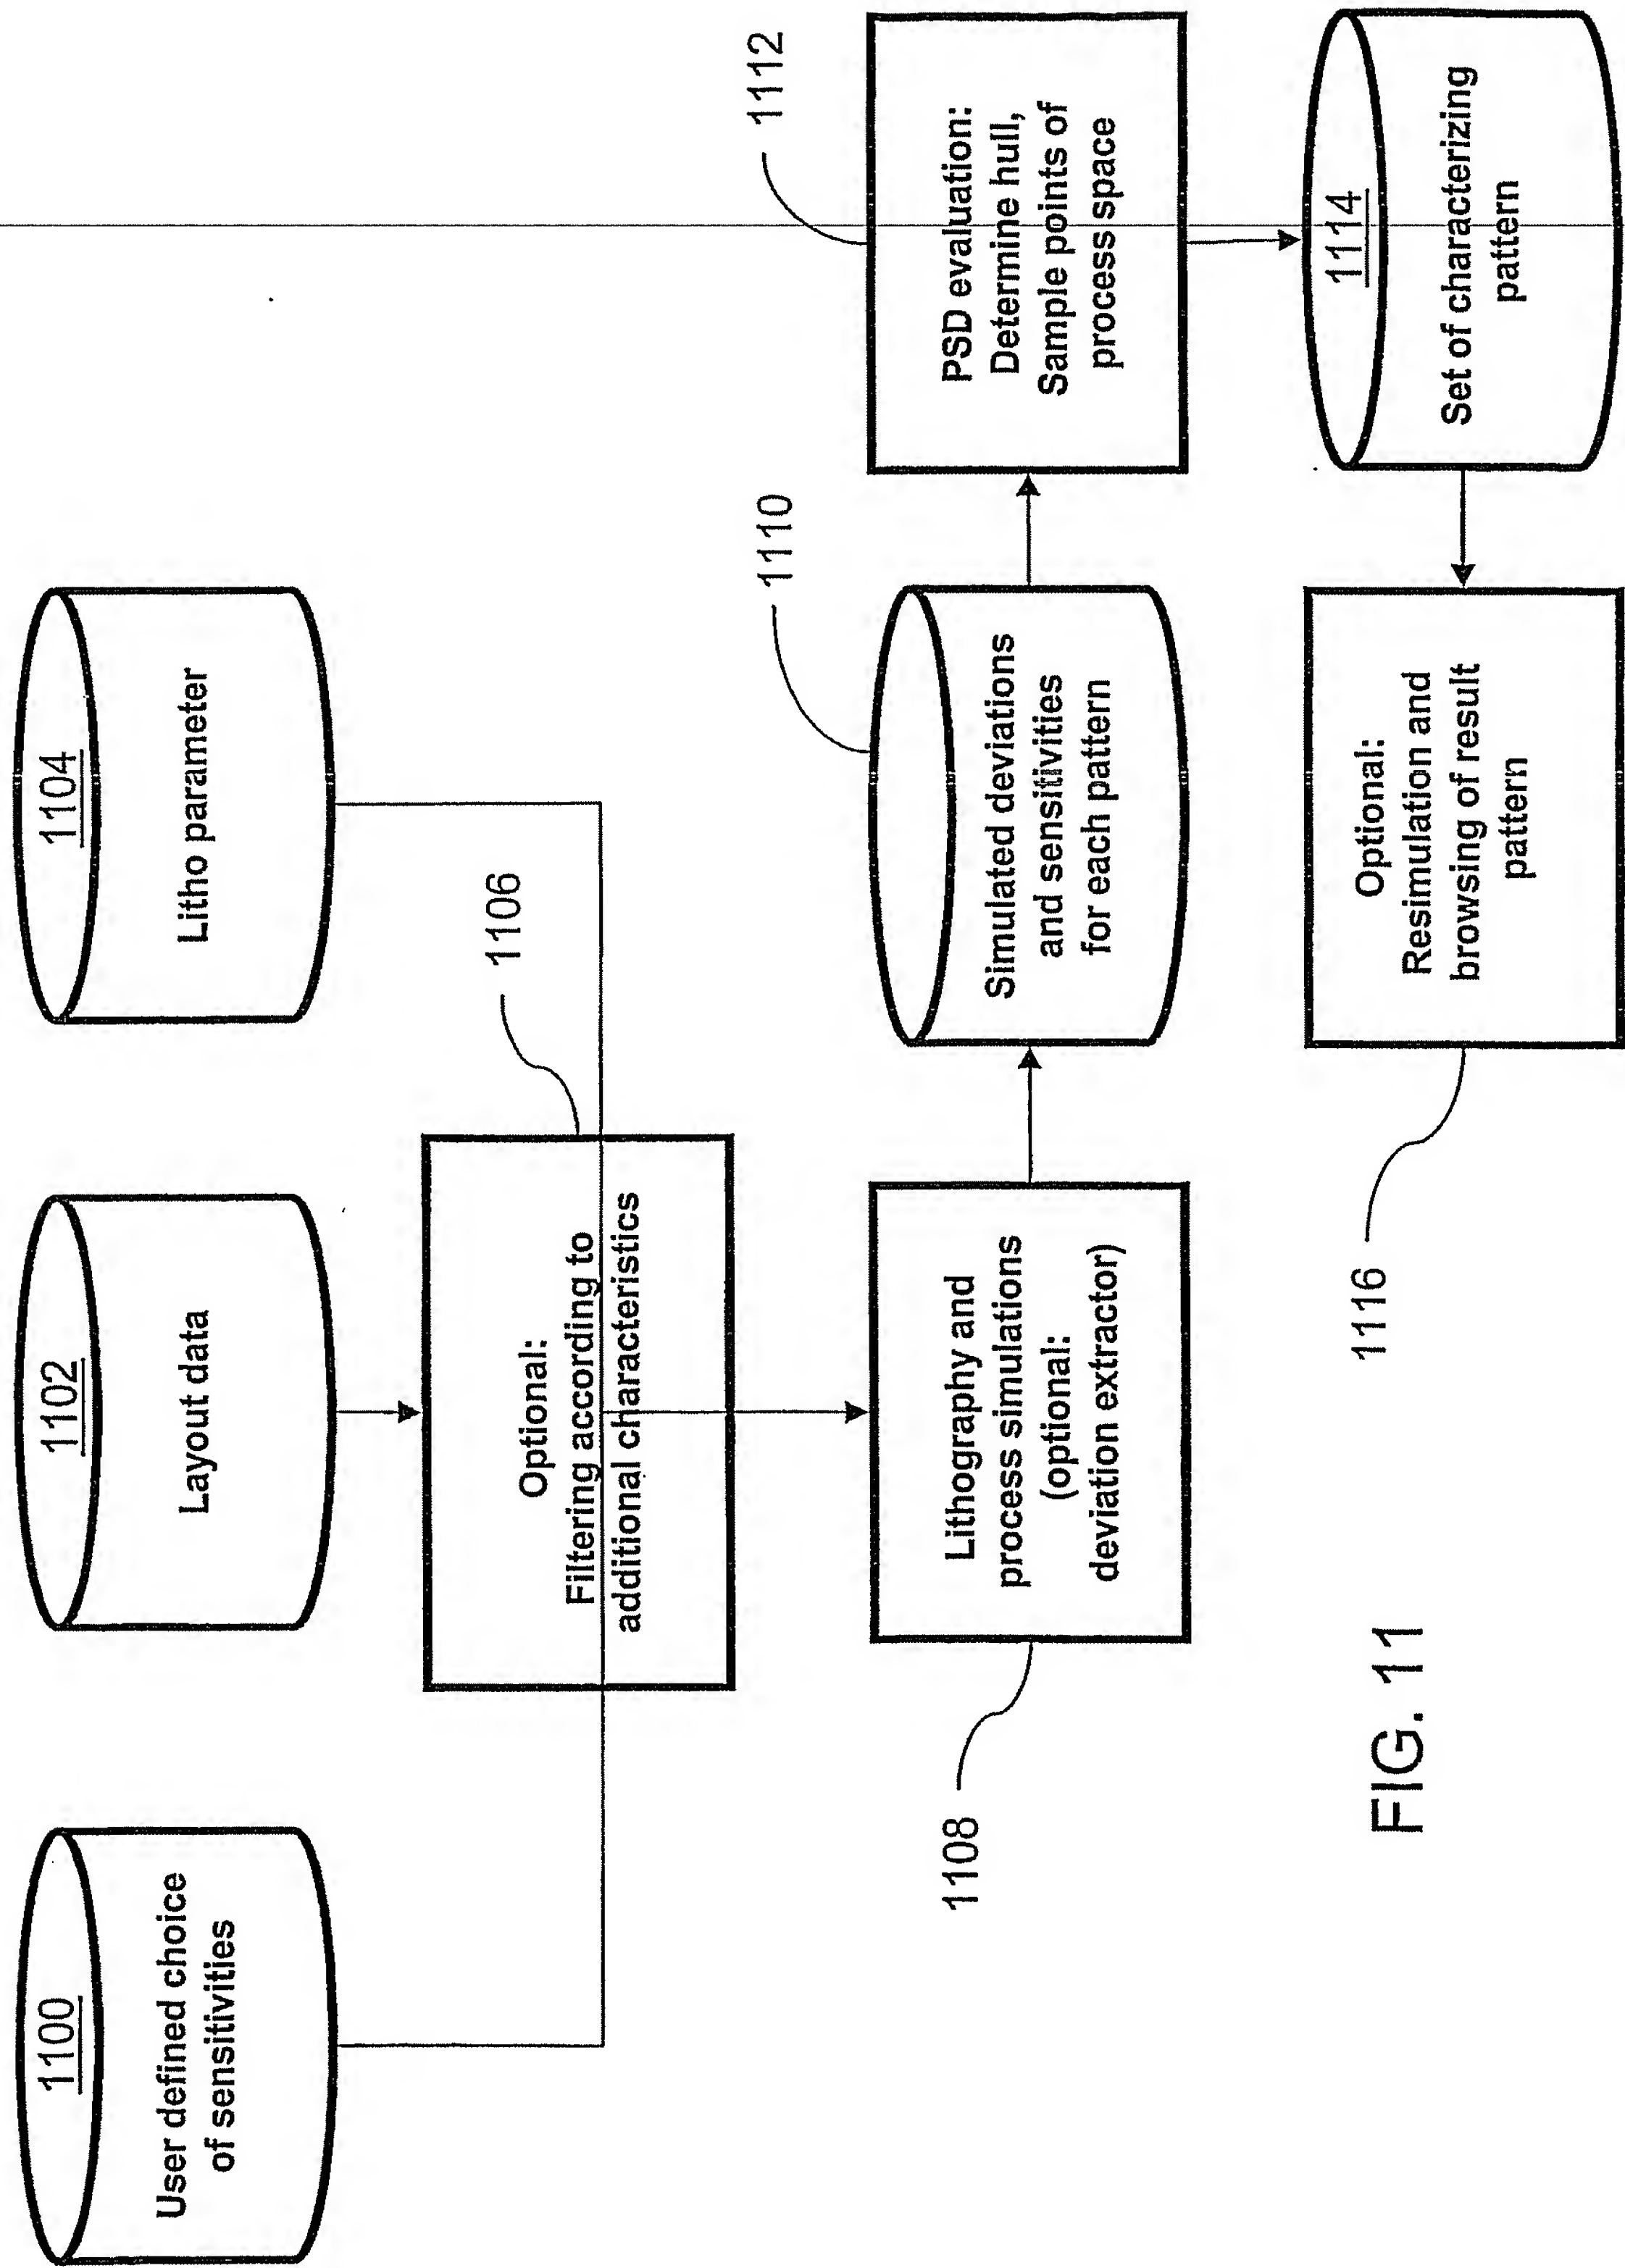 1100
User defined choice
of sensitivities
1102
Layout data
1104
Litho parameter
1106
Optional:
Filtering according to
additional characteristics
1108
Lithography and
process simulations
(optional:
deviation extractor)
1110
Simulated deviations
and sensitivities
for each pattern
1112
PSD evaluation:
Determine hull,
Sample points of
process space
1114
Set of characterizing
pattern
1116
Optional:
Resimulation and
browsing of result
pattern
FIG. 11